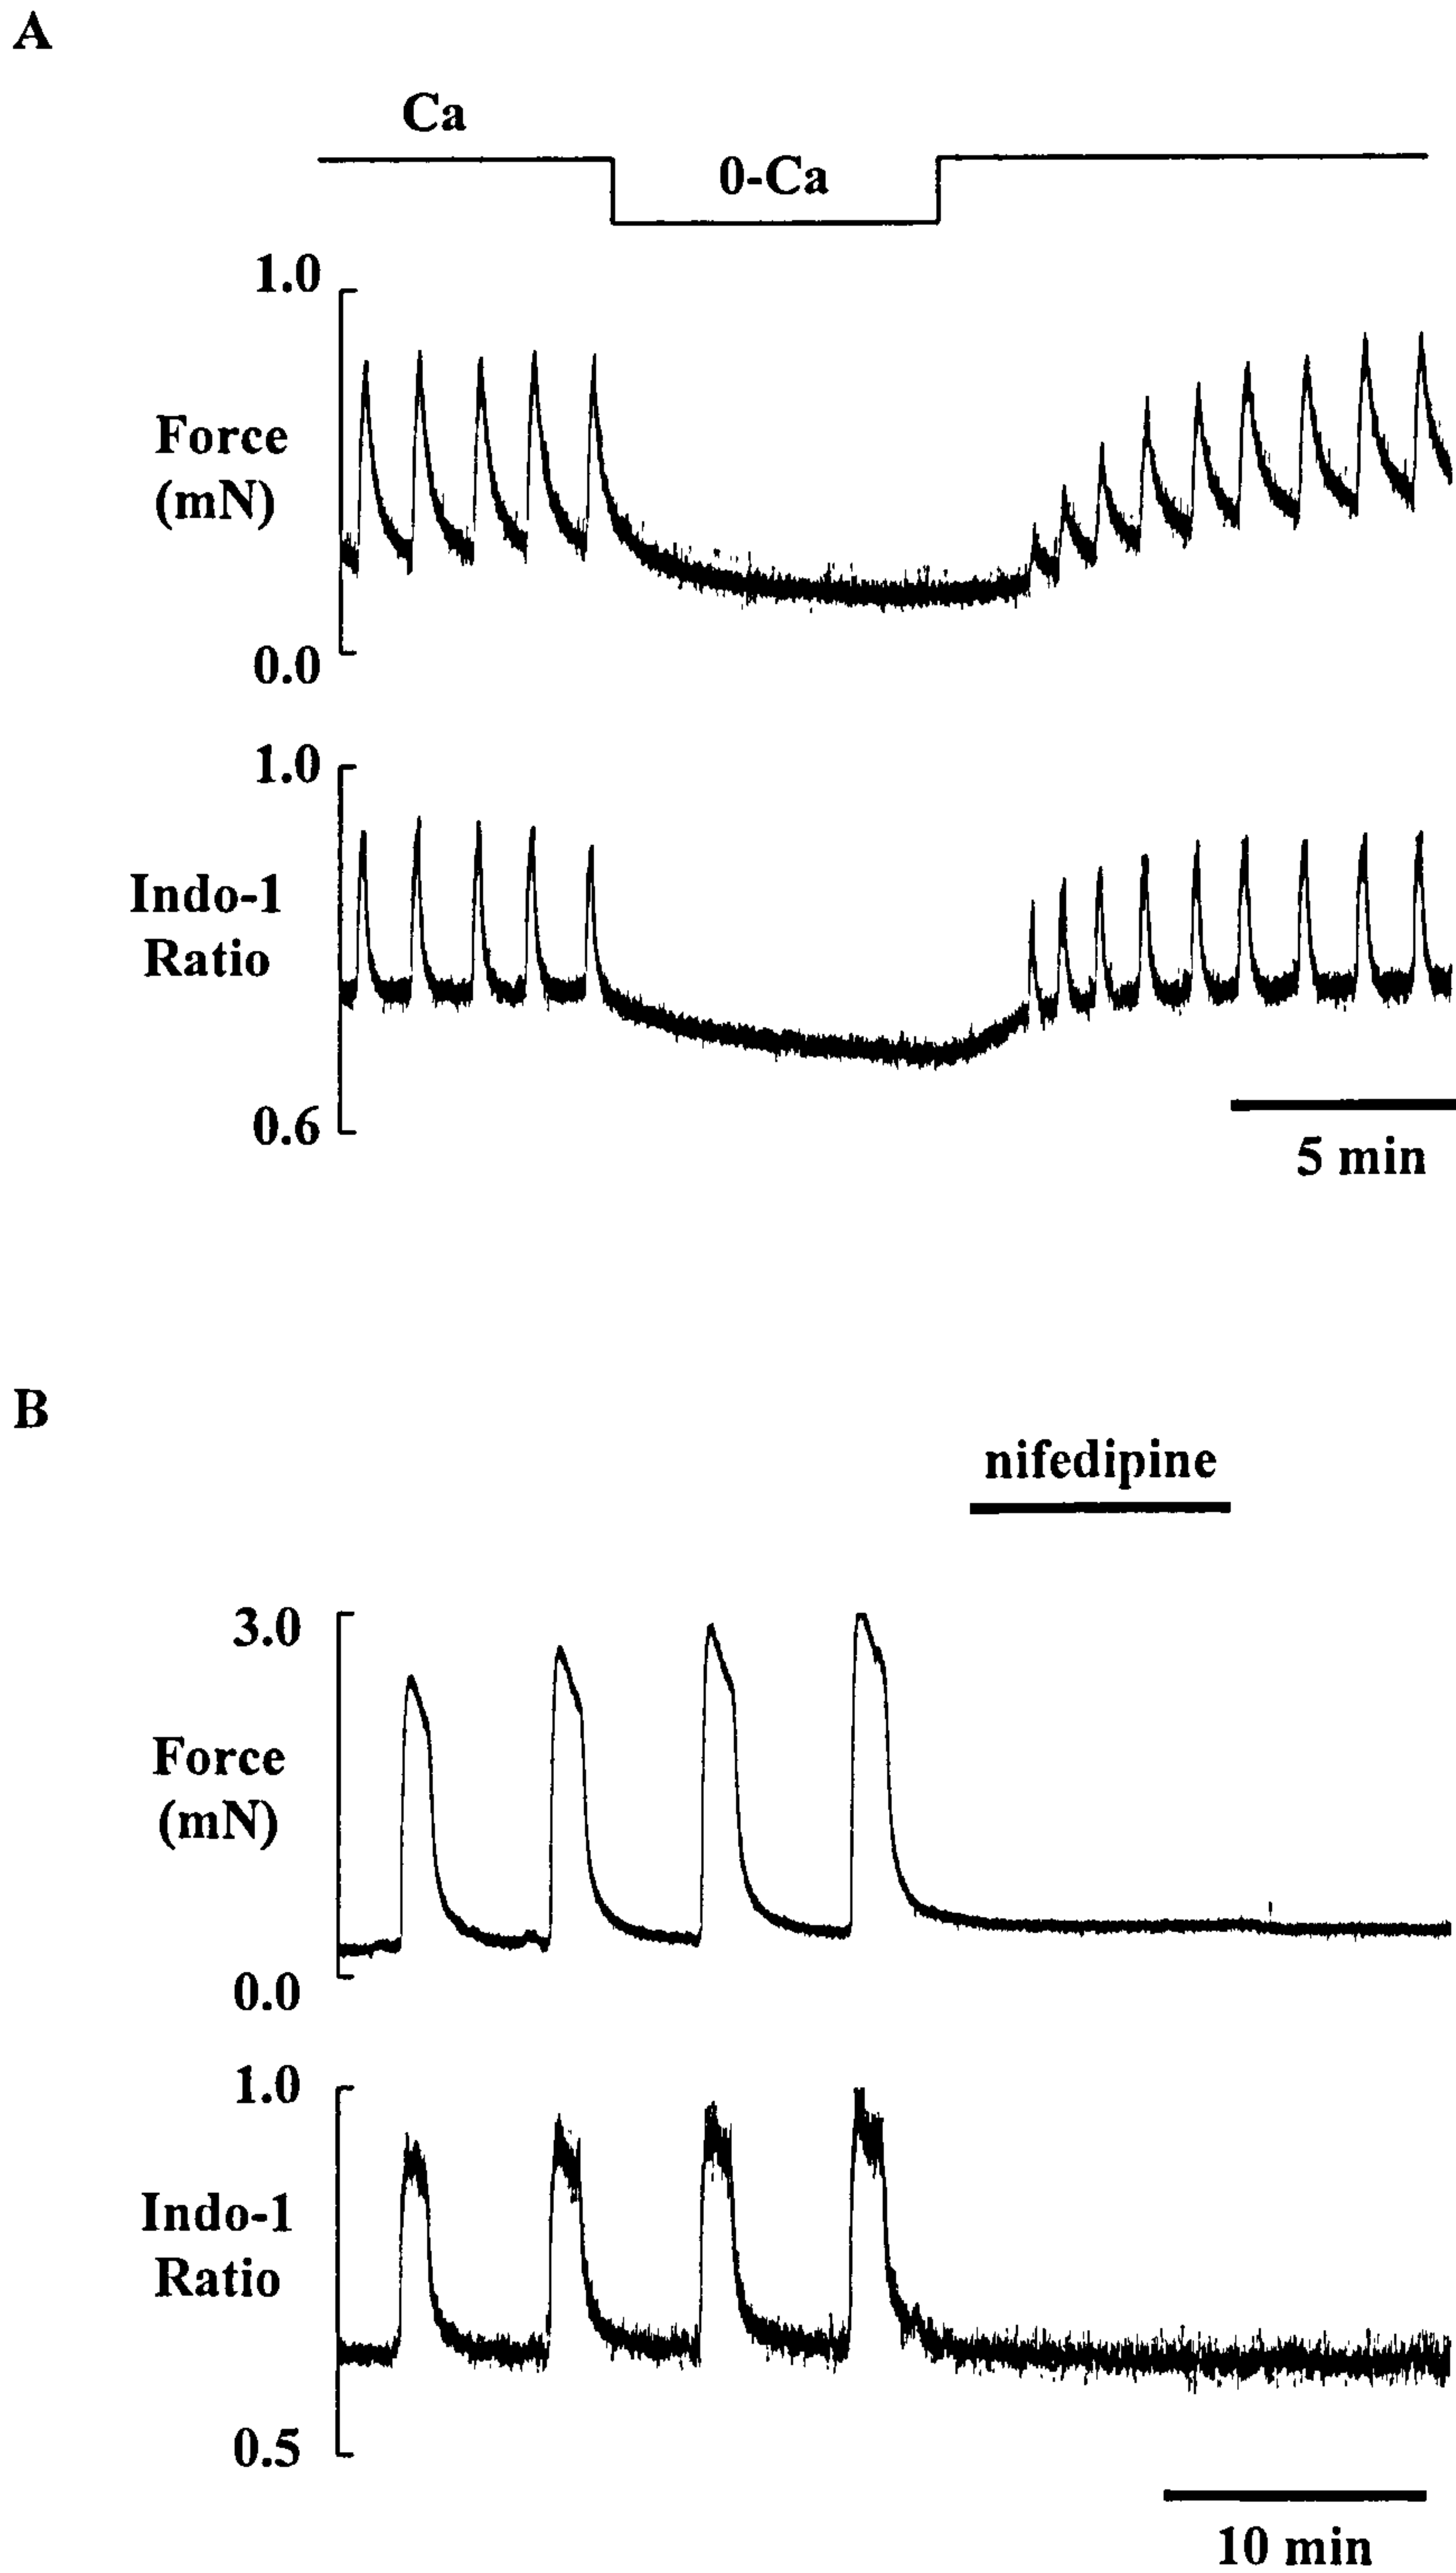 A
Ca
0-Ca
1.0
Force
(mN)
0.0
1.0
Indo-1
Ratio
0.6
5 min
B
nifedipine
3.0
Force
(mN)
0.0
1.0
Indo-1
Ratio
0.5
10 min